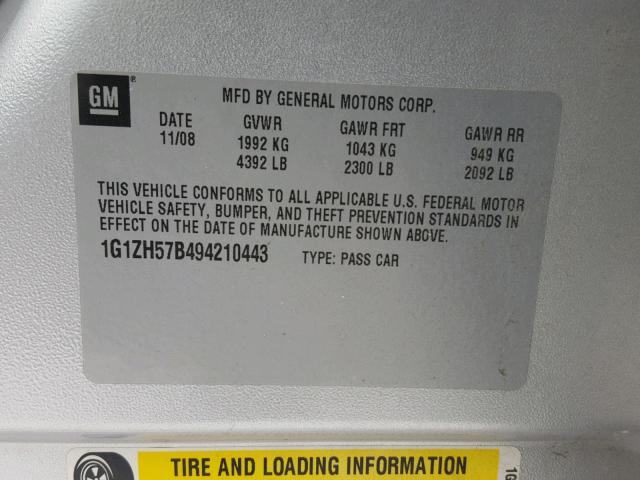 GM ®
MFD BY GENERAL MOTORS CORP.
DATE GVWR GAWR FRT GAWR RR
11/08 1992 KG 1043 KG 949 KG
4392 LB 2300 LB 2092 LB
THIS VEHICLE CONFORMS TO ALL APPLICABLE U.S. FEDERAL MOTOR
VEHICLE SAFETY, BUMPER, AND THEFT PREVENTION STANDARDS IN
EFFECT ON THE DATE OF MANUFACTURE SHOWN ABOVE.
1G1ZH57B494210443 TYPE: PASS CAR
TIRE AND LOADING INFORMATION